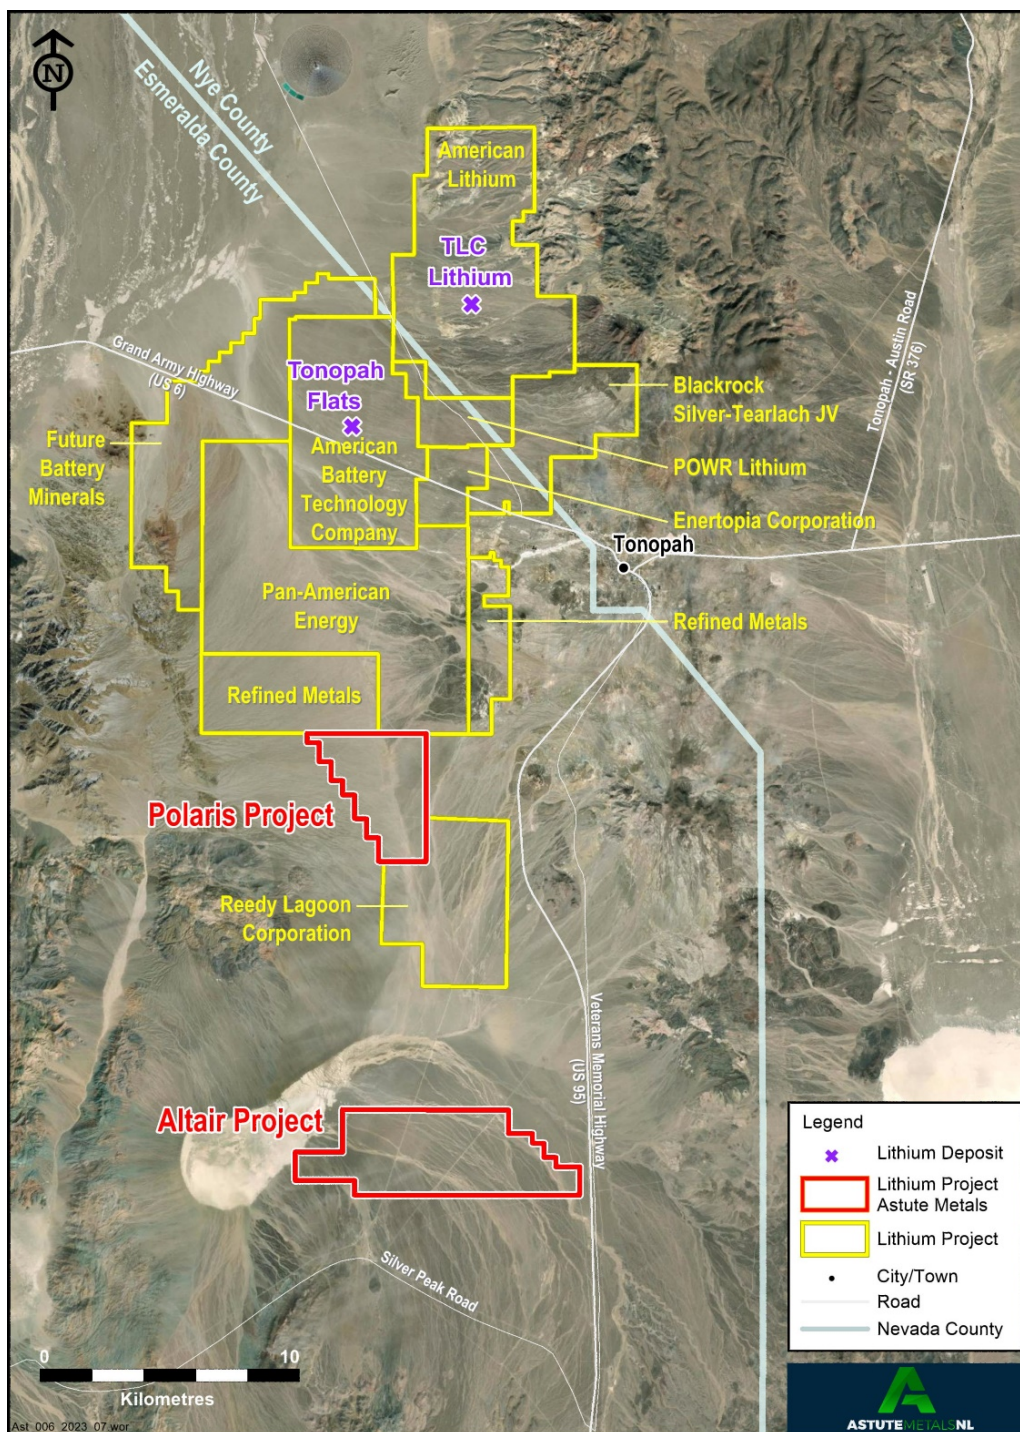 N
Nye County
Esmeralda County
American
Lithium
TLC
Lithium
Grand Army Highway
(US 6)
Tonopah
Flats
Blackrock
Silver-Tearlach JV
Tonopah - Austin Road
(SR 376)
Future
Battery
Minerals
American
Battery
Technology
Company
POWR Lithium
Enertopia Corporation
Tonopah
Pan-American
Energy
Refined Metals
Refined Metals
Polaris Project
Reedy Lagoon
Corporation
Veterans Memorial Highway
(US 95)
Altair Project
Silver Peak Road
0 10
Kilometres
Ast_006_2023_07.wor
Legend
Lithium Deposit
Lithium Project
Astute Metals
Lithium Project
City/Town
Road
Nevada County
ASTUTEMETALSNL